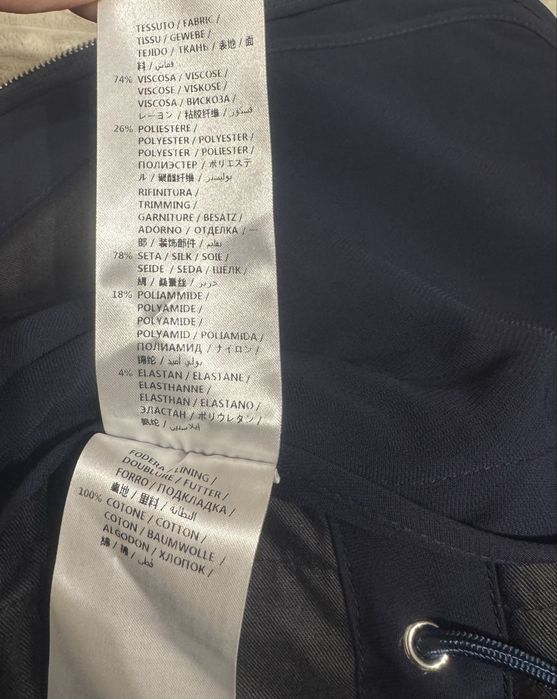 TESSUTO / FABRIC /
TISSU / GEWEBE /
TEJIDO / ТКАНЬ / 表地 / 面
料 / قماش
74% VISCOSA / VISCOSE /
VISCOSE / VISKOSE /
VISCOSA / ВИСКОЗА /
レーヨン / 粘胶纤维 / فسكوز
26% POLIESTERE /
POLYESTER / POLYESTER /
POLYESTER / POLIESTER /
ПОЛИЭСТЕР / ポリエステ
ル / 聚酯纤维 / بوليستر
RIFINITURA /
TRIMMING /
GARNITURE / BESATZ /
ADORNO / ОТДЕЛКА / 一
部 / 装饰部件 / تقليم
78% SETA / SILK / SOIE /
SEIDE / SEDA / ШЕЛК /
絹 / 桑蚕丝 / حرير
18% POLIAMMIDE /
POLYAMIDE /
POLYAMIDE /
POLYAMID / POLIAMIDA /
ПОЛИАМИД / ナイロン /
锦纶 / بولي أميد
4% ELASTAN / ELASTANE /
ELASTHANNE /
ELASTHAN / ELASTANO /
ЭЛАСТАН / ポリウレタン /
氨纶 /
FODERA / LINING /
DOUBLURE / FUTTER /
FORRO / ПОДКЛАДКА /
裏地 / 里料 / البطانة
100% COTONE / COTTON /
COTON / BAUMWOLLE /
ALGODON / ХЛОПОК /
綿 / 棉 / قطن